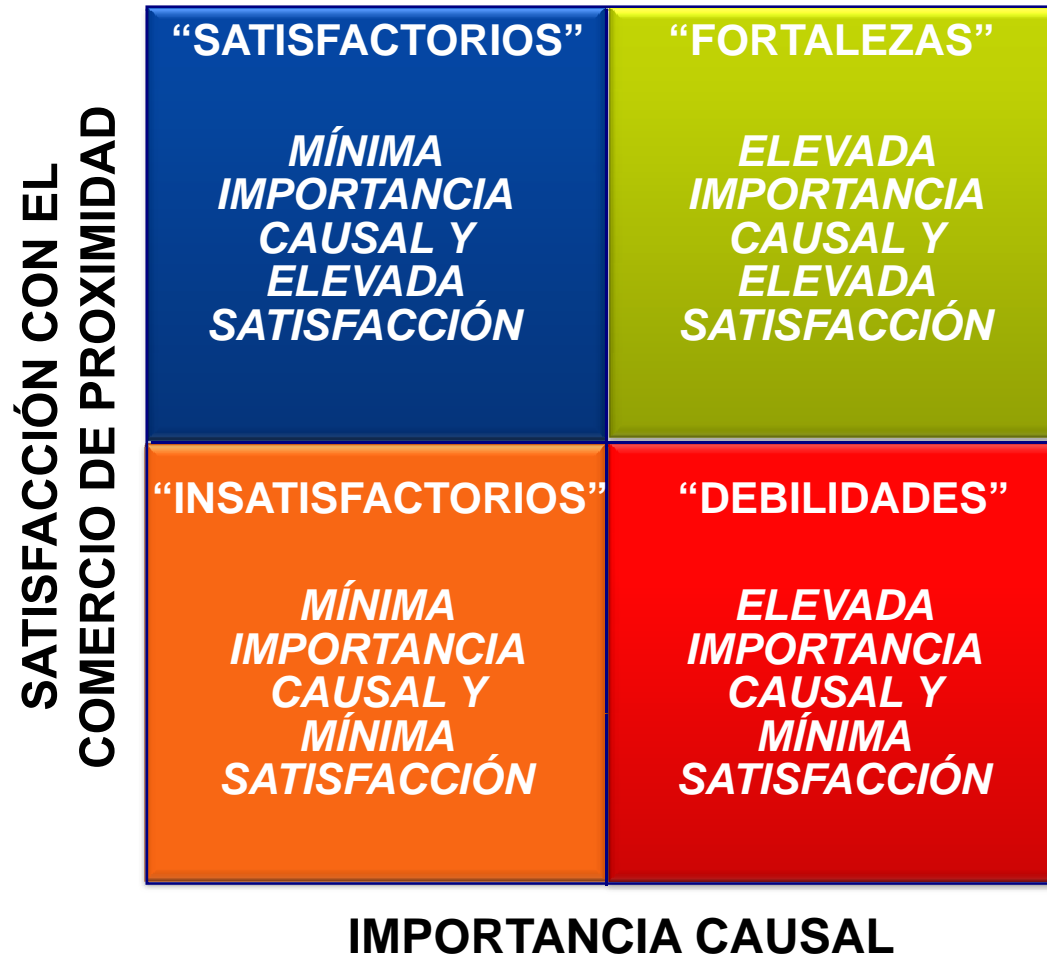 SATISFACCIÓN CON EL
COMERCIO DE PROXIMIDAD
“SATISFACTORIOS”
MÍNIMA
IMPORTANCIA
CAUSAL Y
ELEVADA
SATISFACCIÓN
“FORTALEZAS”
ELEVADA
IMPORTANCIA
CAUSAL Y
ELEVADA
SATISFACCIÓN
“INSATISFACTORIOS”
MÍNIMA
IMPORTANCIA
CAUSAL Y
MÍNIMA
SATISFACCIÓN
“DEBILIDADES”
ELEVADA
IMPORTANCIA
CAUSAL Y
MÍNIMA
SATISFACCIÓN
IMPORTANCIA CAUSAL